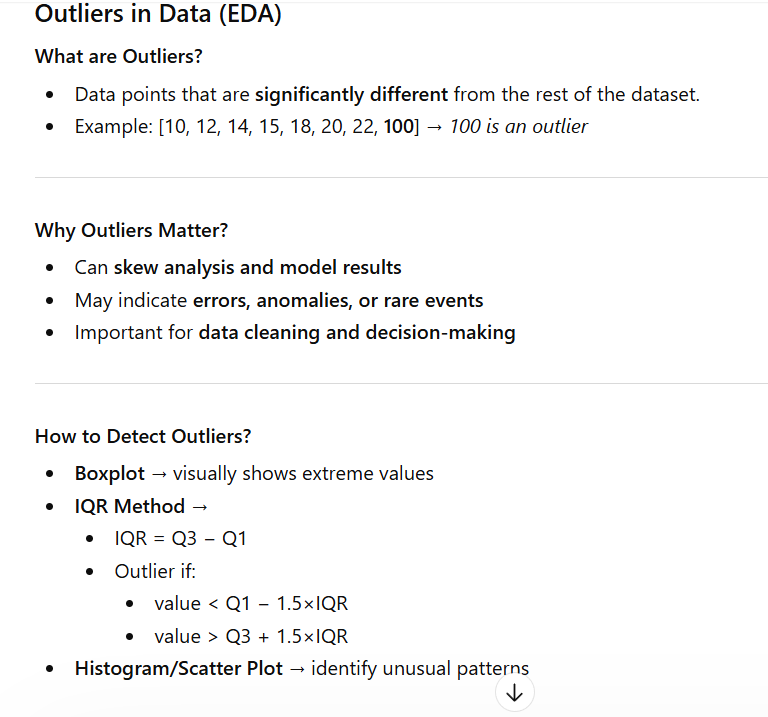 Outliers in Data (EDA)
What are Outliers?
• Data points that are significantly different from the rest of the dataset.
• Example: [10, 12, 14, 15, 18, 20, 22, 100] → 100 is an outlier
Why Outliers Matter?
• Can skew analysis and model results
• May indicate errors, anomalies, or rare events
• Important for data cleaning and decision-making
How to Detect Outliers?
• Boxplot → visually shows extreme values
• IQR Method →
• IQR = Q3 − Q1
• Outlier if:
• value < Q1 − 1.5×IQR
• value > Q3 + 1.5×IQR
• Histogram/Scatter Plot → identify unusual patterns